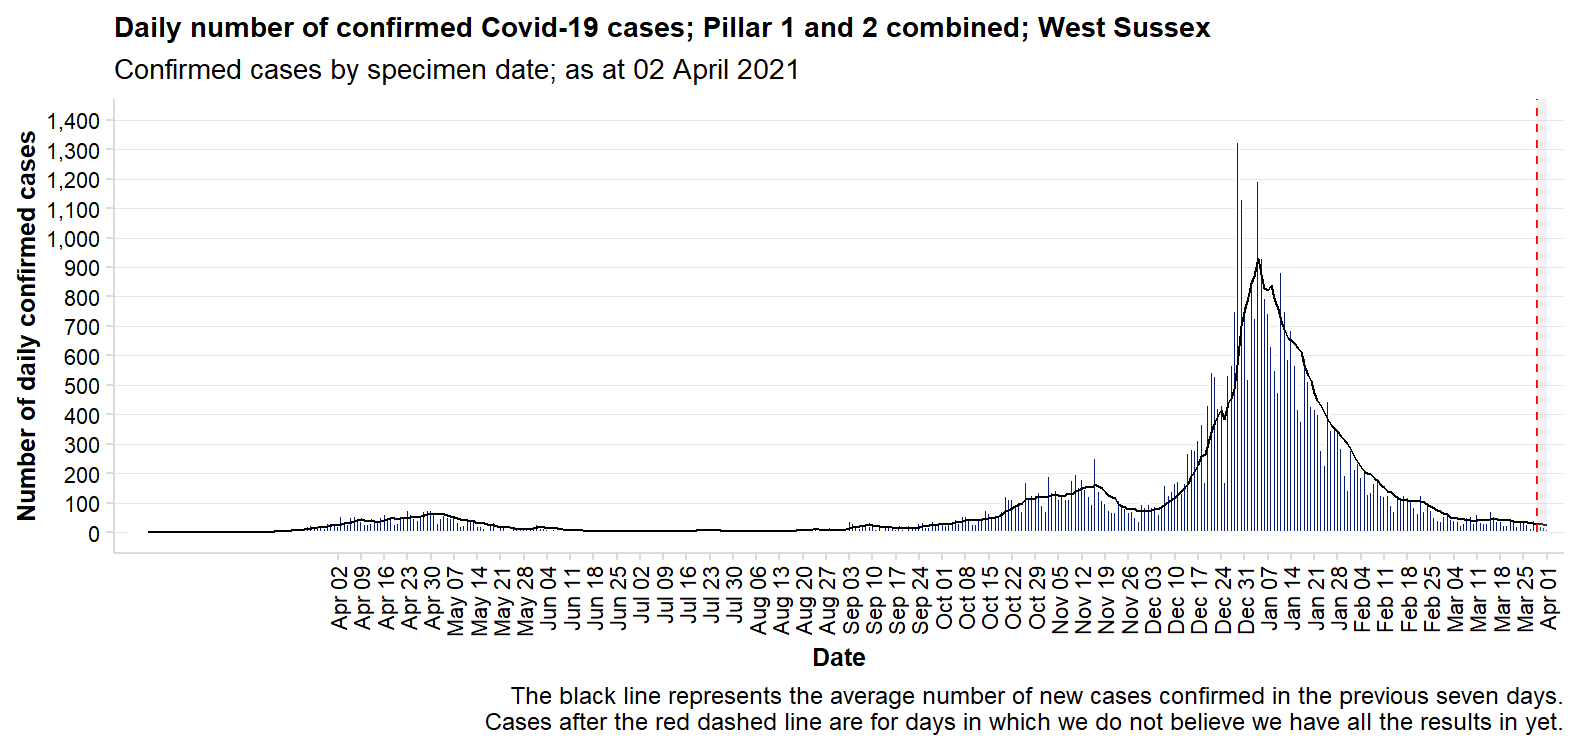 Daily number of confirmed Covid-19 cases; Pillar 1 and 2 combined; West Sussex
Confirmed cases by specimen date; as at 02 April 2021
Number of daily confirmed cases
1,400
1,300
1,200
1,100
1,000
900
800
700
600
500
400
300
200
100
0
Apr 02
Apr 09
Apr 16
Apr 23
Apr 30
May 07
May 14
May 21
May 28
Jun 04
Jun 11
Jun 18
Jun 25
Jul 02
Jul 09
Jul 16
Jul 23
Jul 30
Aug 06
Aug 13
Aug 20
Aug 27
Sep 03
Sep 10
Sep 17
Sep 24
Oct 01
Oct 08
Oct 15
Oct 22
Oct 29
Nov 05
Nov 12
Nov 19
Nov 26
Dec 03
Dec 10
Dec 17
Dec 24
Dec 31
Jan 07
Jan 14
Jan 21
Jan 28
Feb 04
Feb 11
Feb 18
Feb 25
Mar 04
Mar 11
Mar 18
Mar 25
Apr 01
Date
The black line represents the average number of new cases confirmed in the previous seven days.
Cases after the red dashed line are for days in which we do not believe we have all the results in yet.